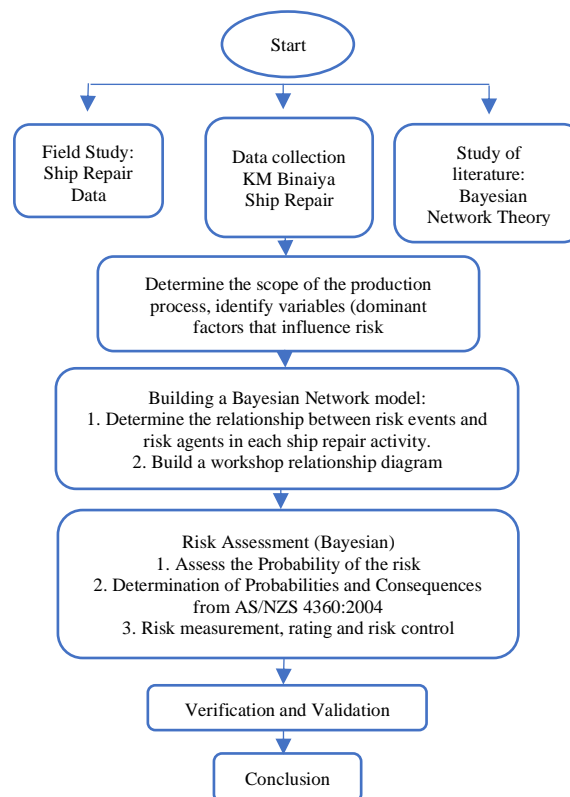 Start
Field Study:
Ship Repair
Data
Data collection
KM Binaiya
Ship Repair
Study of
literature:
Bayesian
Network Theory
Determine the scope of the production
process, identify variables (dominant
factors that influence risk
Building a Bayesian Network model:
1. Determine the relationship between risk events and
risk agents in each ship repair activity.
2. Build a workshop relationship diagram
Risk Assessment (Bayesian)
1. Assess the Probability of the risk
2. Determination of Probabilities and Consequences
from AS/NZS 4360:2004
3. Risk measurement, rating and risk control
Verification and Validation
Conclusion